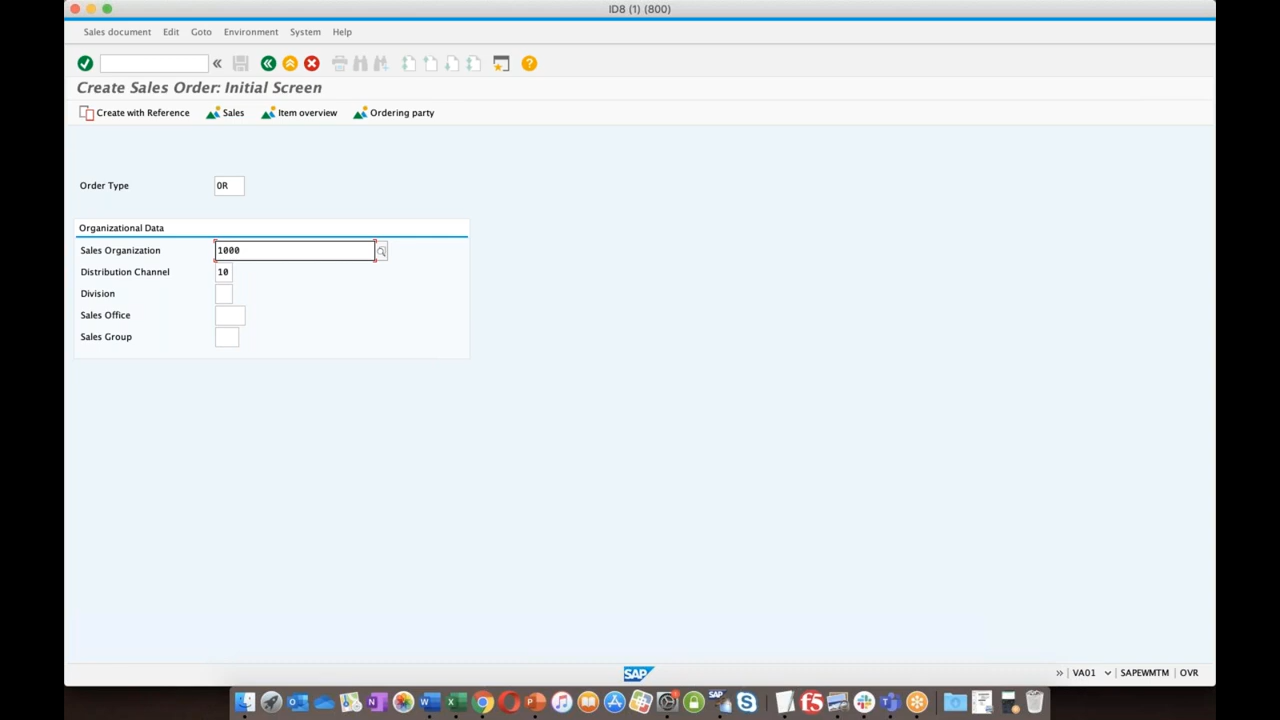 ID8 (1) (800)
Sales document Edit Goto Environment System Help
Create Sales Order: Initial Screen
Create with Reference Sales Item overview Ordering party
Order Type OR
Organizational Data
Sales Organization 1000
Distribution Channel 10
Division
Sales Office
Sales Group
SAP VA01 SAPEWMTM OVR
SAP
f5